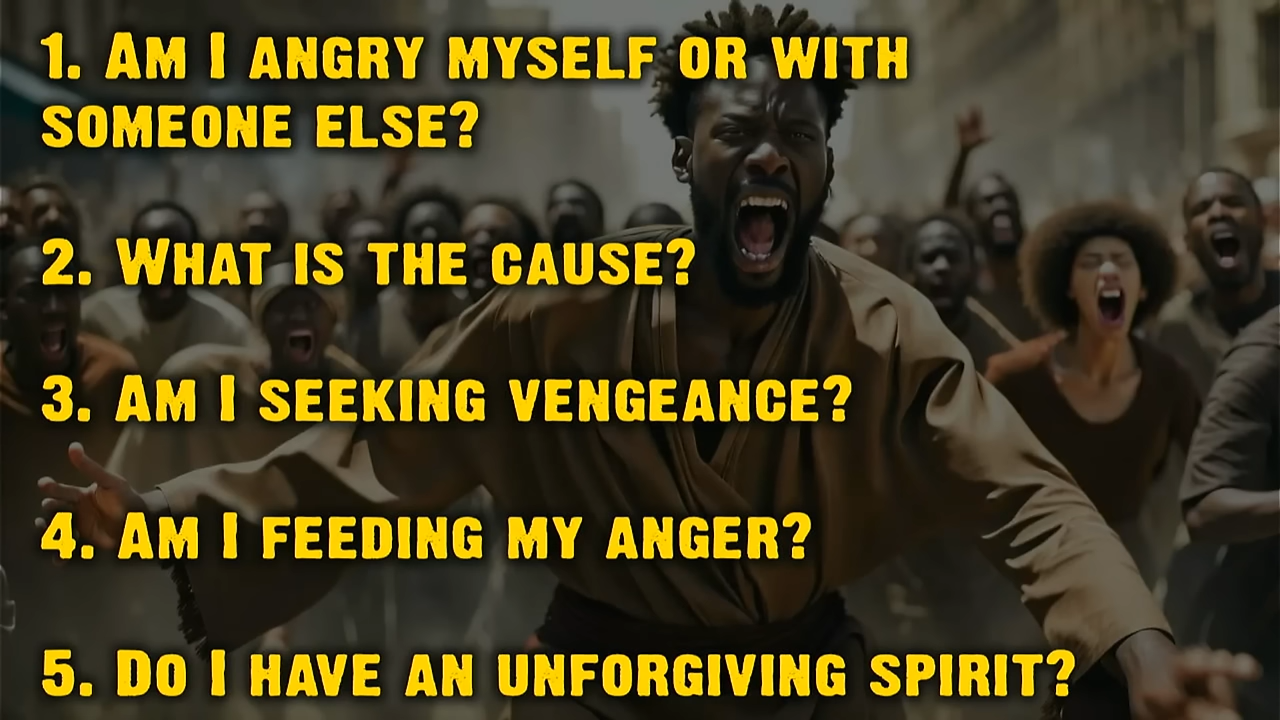 1. Am I angry myself or with
someone else?
2. What is the cause?
3. Am I seeking vengeance?
4. Am I feeding my anger?
5. Do I have an unforgiving spirit?